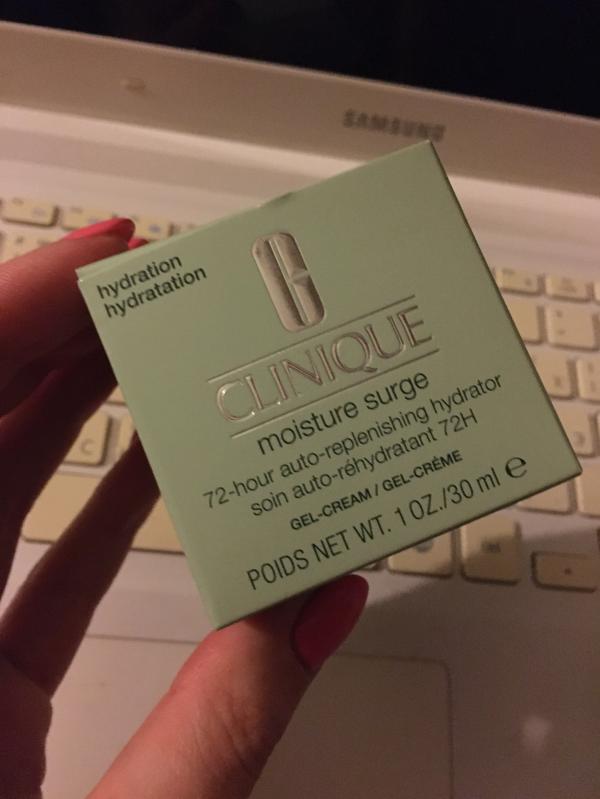 SAMSUNG
hydration
hydratation
CLINIQUE
moisture surge
72-hour auto-replenishing hydrator
soin auto-réhydratant 72H
GEL-CREAM / GEL-CRÈME
POIDS NET WT. 1 OZ./30 ml ℮